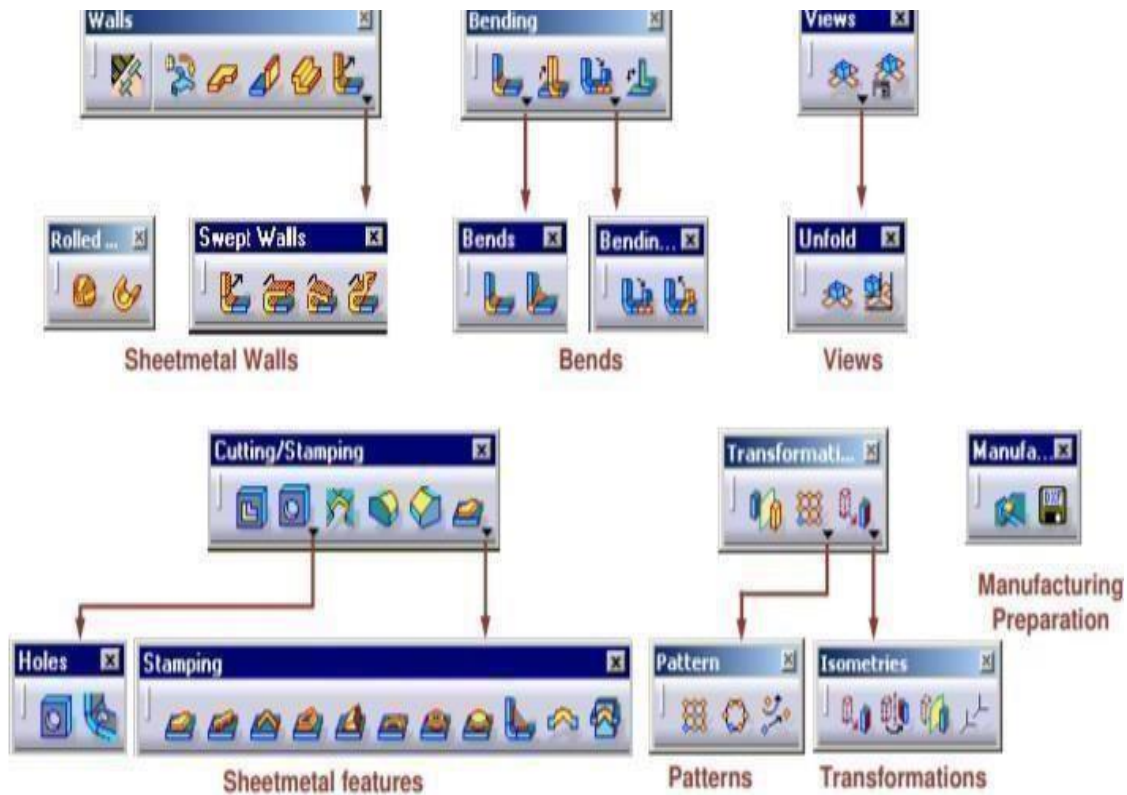 Walls
Bending
Views
Rolled ...
Swept Walls
Bends
Bendin...
Unfold
Sheetmetal Walls
Bends
Views
Cutting/Stamping
Transformati...
Manufa...
Manufacturing
Preparation
Holes
Stamping
Pattern
Isometries
Sheetmetal features
Patterns
Transformations